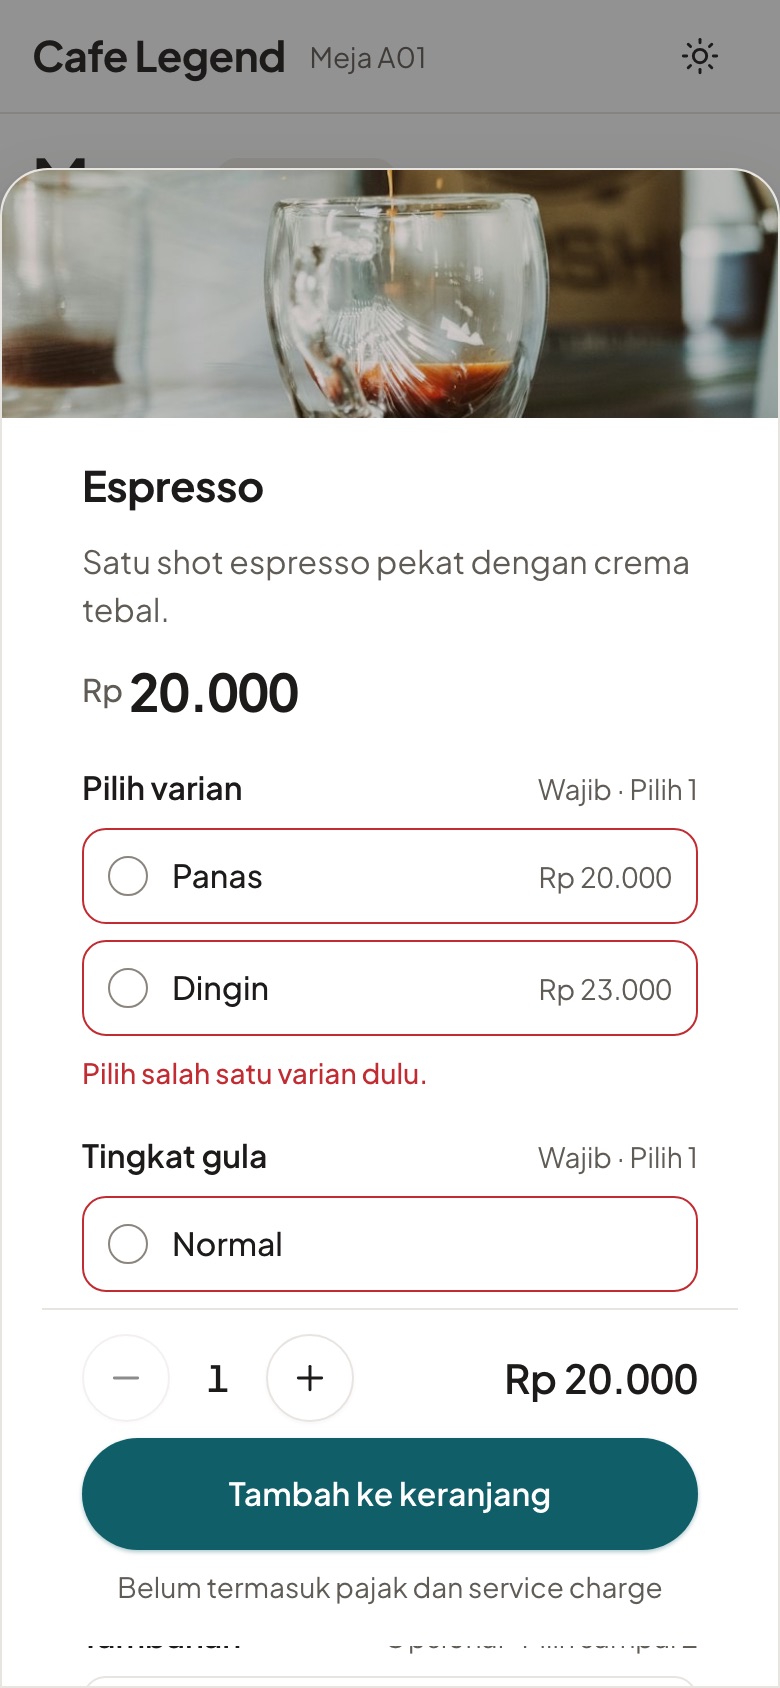 Cafe Legend Meja A01
Espresso
Satu shot espresso pekat dengan crema
tebal.
Rp 20.000
Pilih varian Wajib · Pilih 1
Panas Rp 20.000
Dingin Rp 23.000
Pilih salah satu varian dulu.
Tingkat gula Wajib · Pilih 1
Normal
1 Rp 20.000
Tambah ke keranjang
Belum termasuk pajak dan service charge